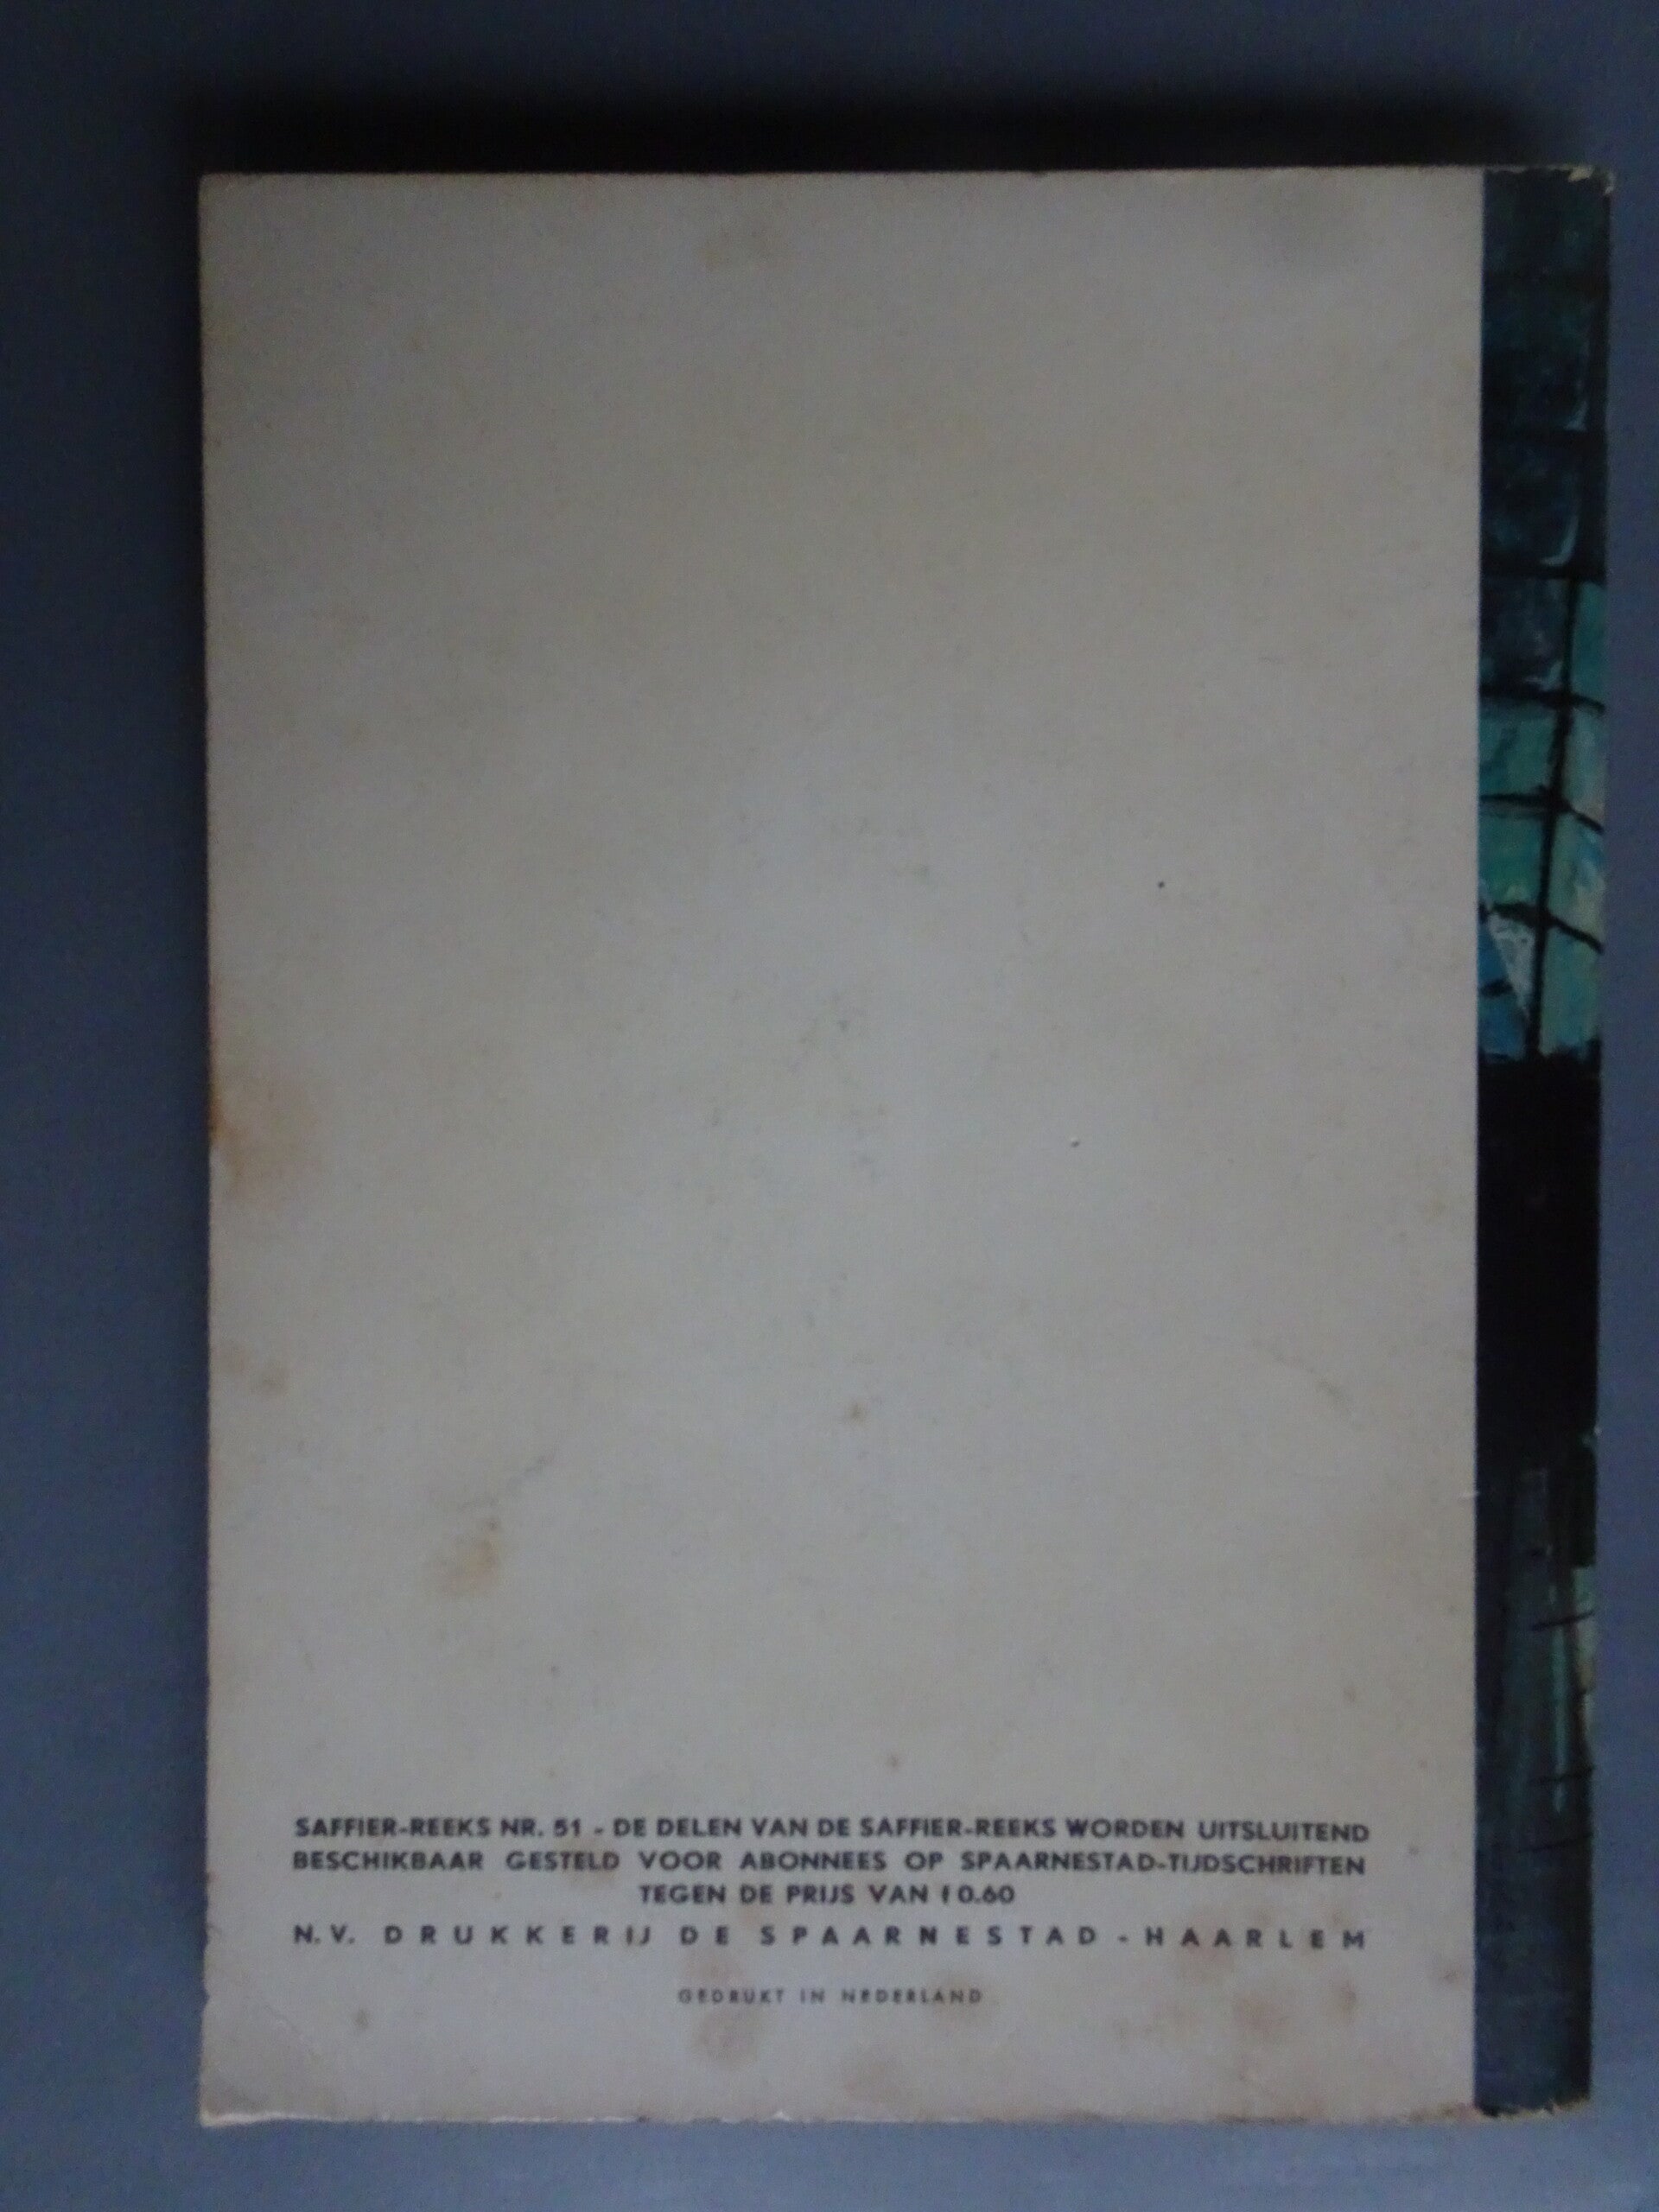 SAFFIER-REEKS NR. 51 - DE DELEN VAN DE SAFFIER-REEKS WORDEN UITSLUITEND
BESCHIKBAAR GESTELD VOOR ABONNEES OP SPAARNESTAD-TIJDSCHRIFTEN
TEGEN DE PRIJS VAN f 0.60
N.V. DRUKKERIJ DE SPAARNESTAD - HAARLEM
GEDRUKT IN NEDERLAND